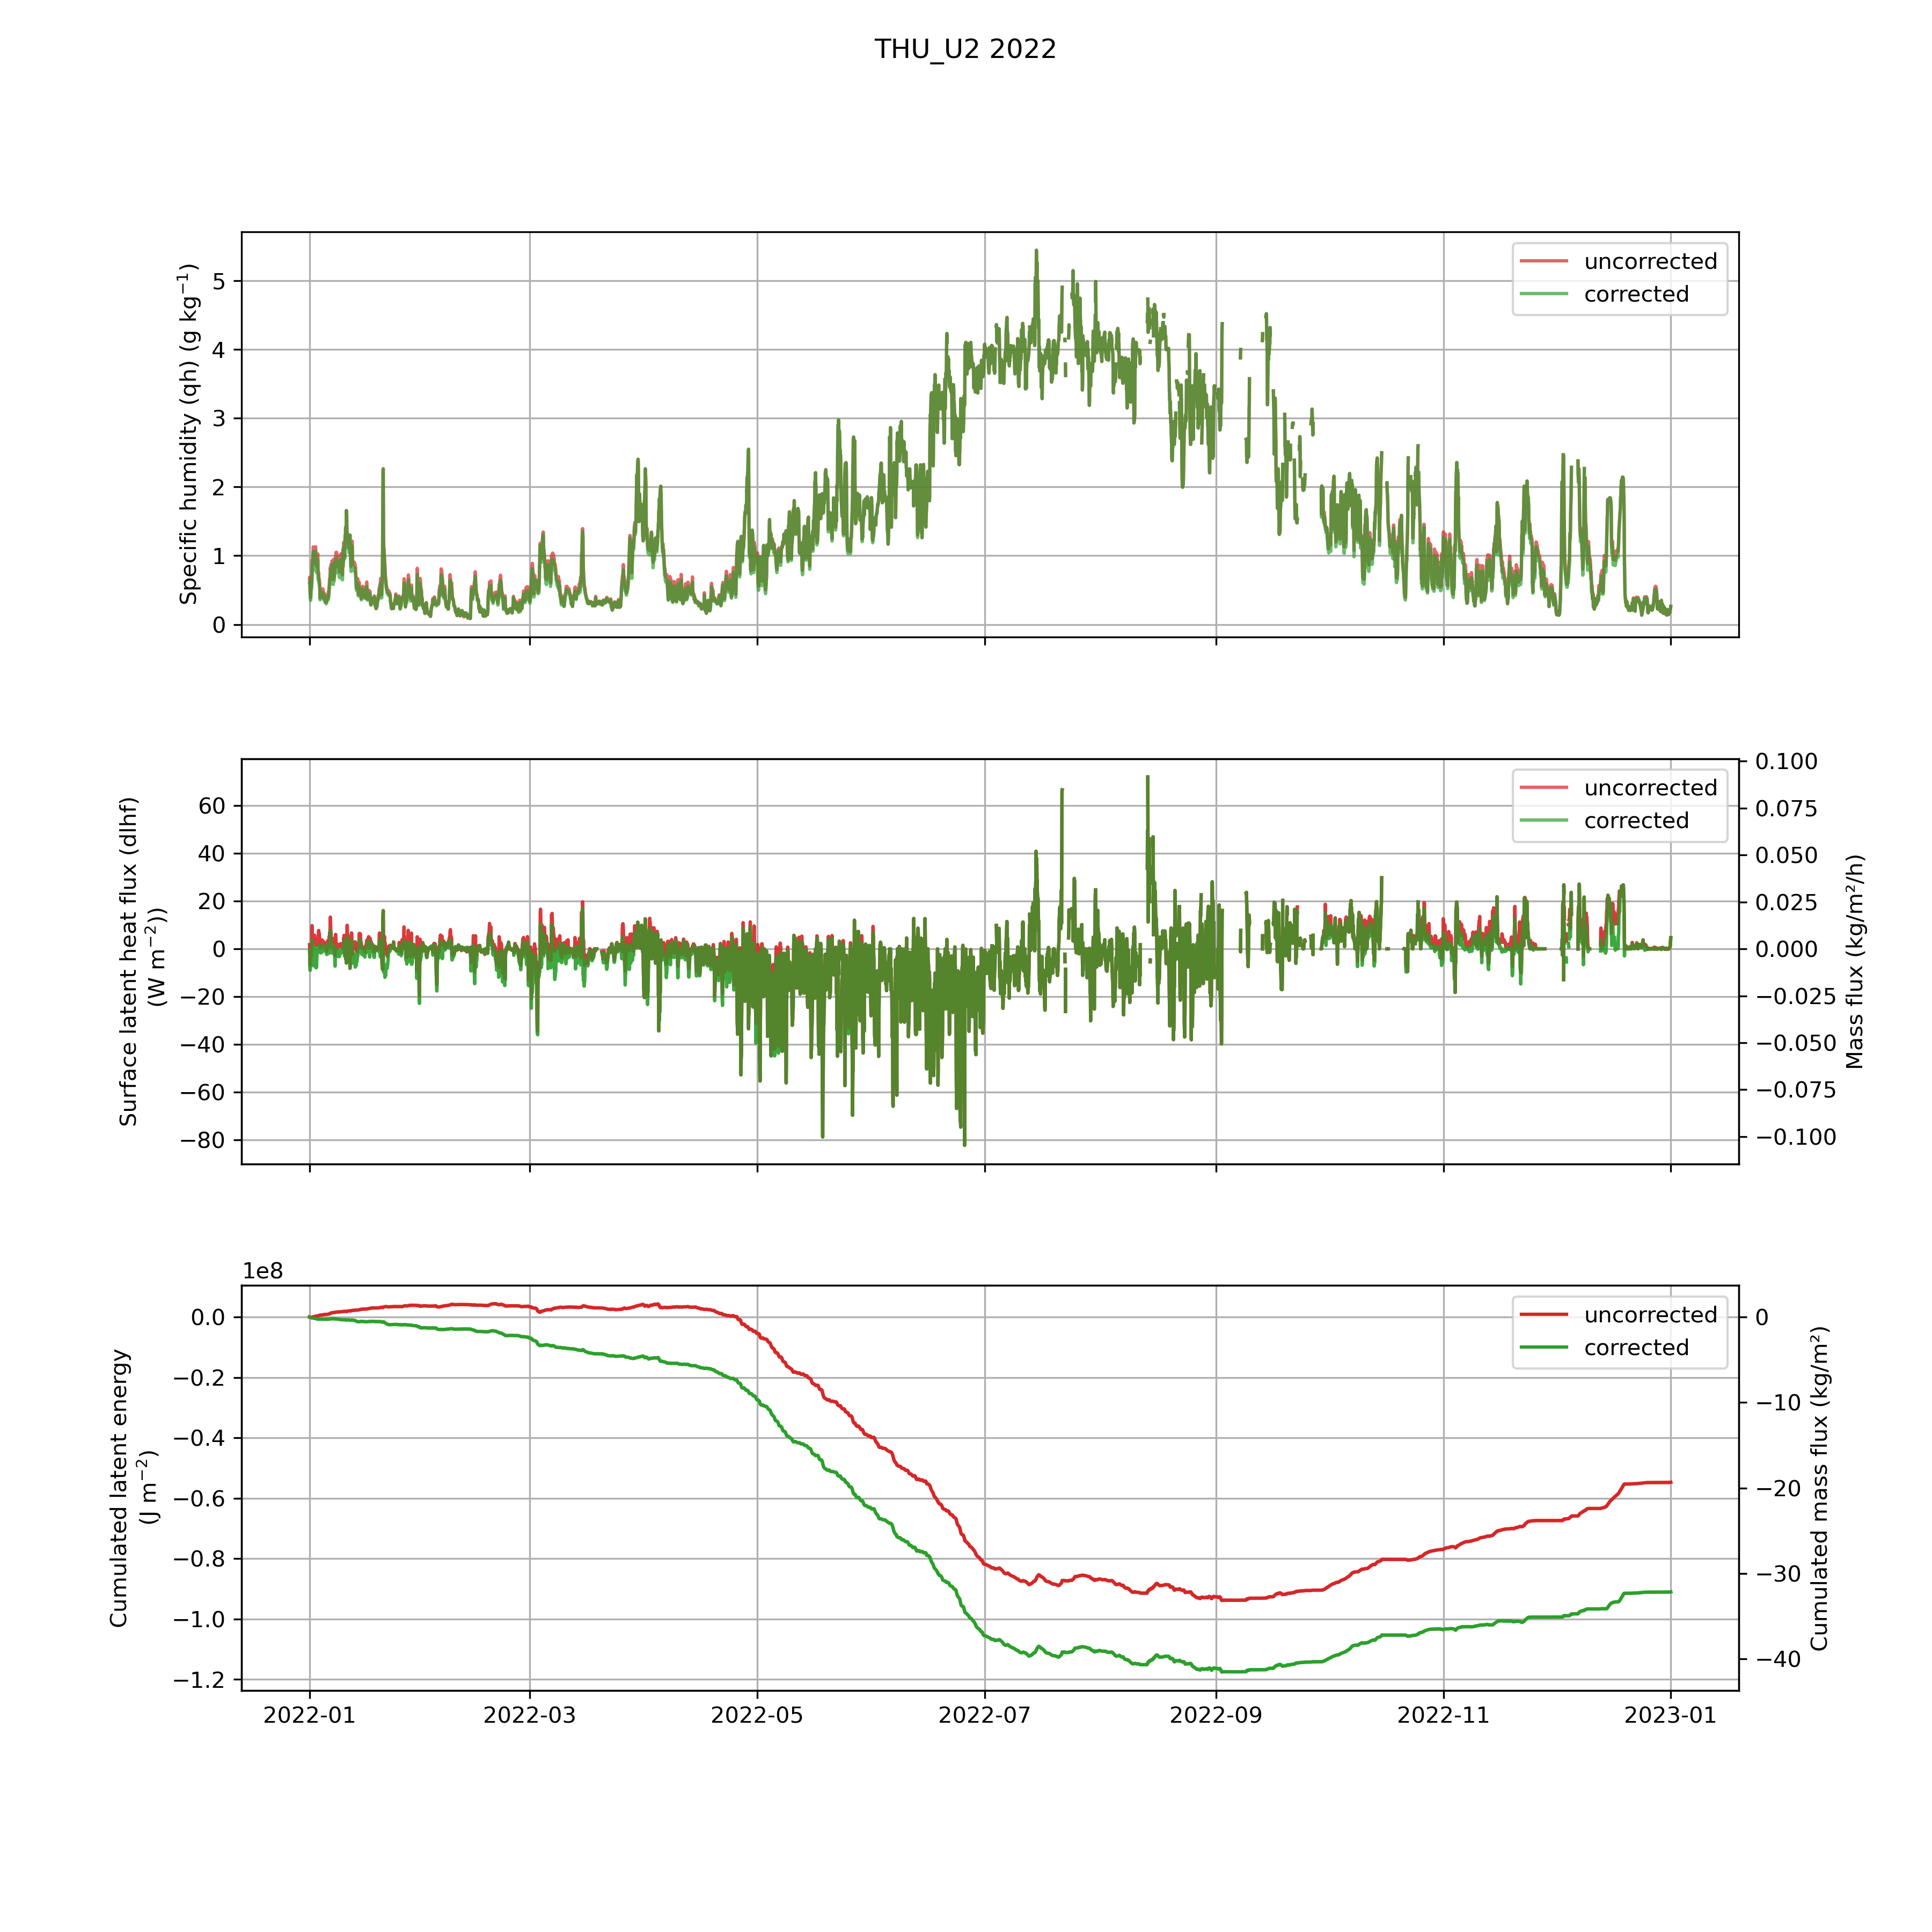 THU_U2 2022
Specific humidity (qh) (g kg⁻¹)
5
4
3
2
1
0
uncorrected
corrected
Surface latent heat flux (dlhf)
(W m⁻²))
60
40
20
0
−20
−40
−60
−80
uncorrected
corrected
0.100
0.075
0.050
0.025
0.000
−0.025
−0.050
−0.075
−0.100
Mass flux (kg/m²/h)
1e8
Cumulated latent energy
(J m⁻²)
0.0
−0.2
−0.4
−0.6
−0.8
−1.0
−1.2
uncorrected
corrected
0
−10
−20
−30
−40
Cumulated mass flux (kg/m²)
2022-01
2022-03
2022-05
2022-07
2022-09
2022-11
2023-01